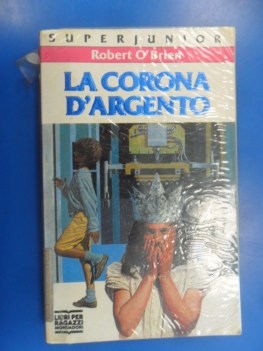 SUPERJUNIOR
Robert O'Brien
LA CORONA
D'ARGENTO
LIBRI PER
RAGAZZI
MONDADORI